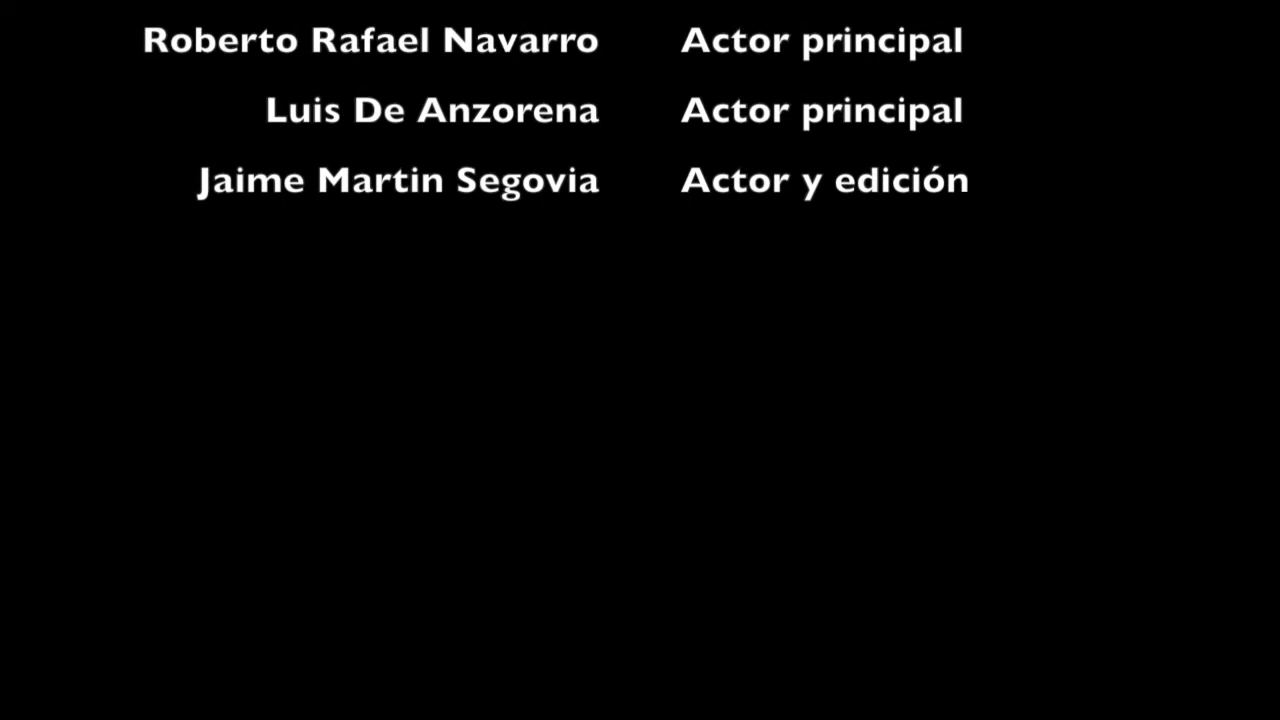 Roberto Rafael Navarro Actor principal
Luis De Anzorena Actor principal
Jaime Martin Segovia Actor y edición